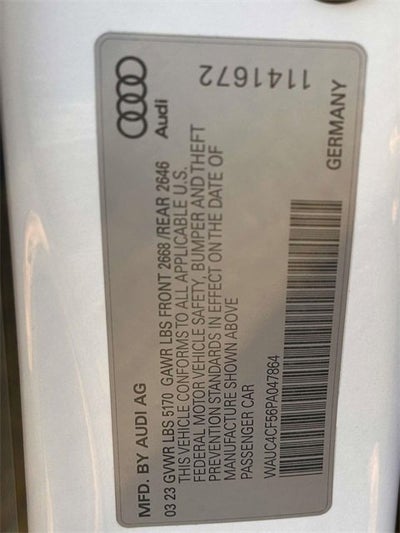 Audi
MFD. BY AUDI AG
03 23 GVWR LBS 5170 GAWR LBS FRONT 2668 /REAR 2646
THIS VEHICLE CONFORMS TO ALL APPLICABLE U.S.
FEDERAL MOTOR VEHICLE SAFETY, BUMPER AND THEFT
PREVENTION STANDARDS IN EFFECT ON THE DATE OF
MANUFACTURE SHOWN ABOVE
PASSENGER CAR
WAUC4CF56PA047864
1141672
GERMANY